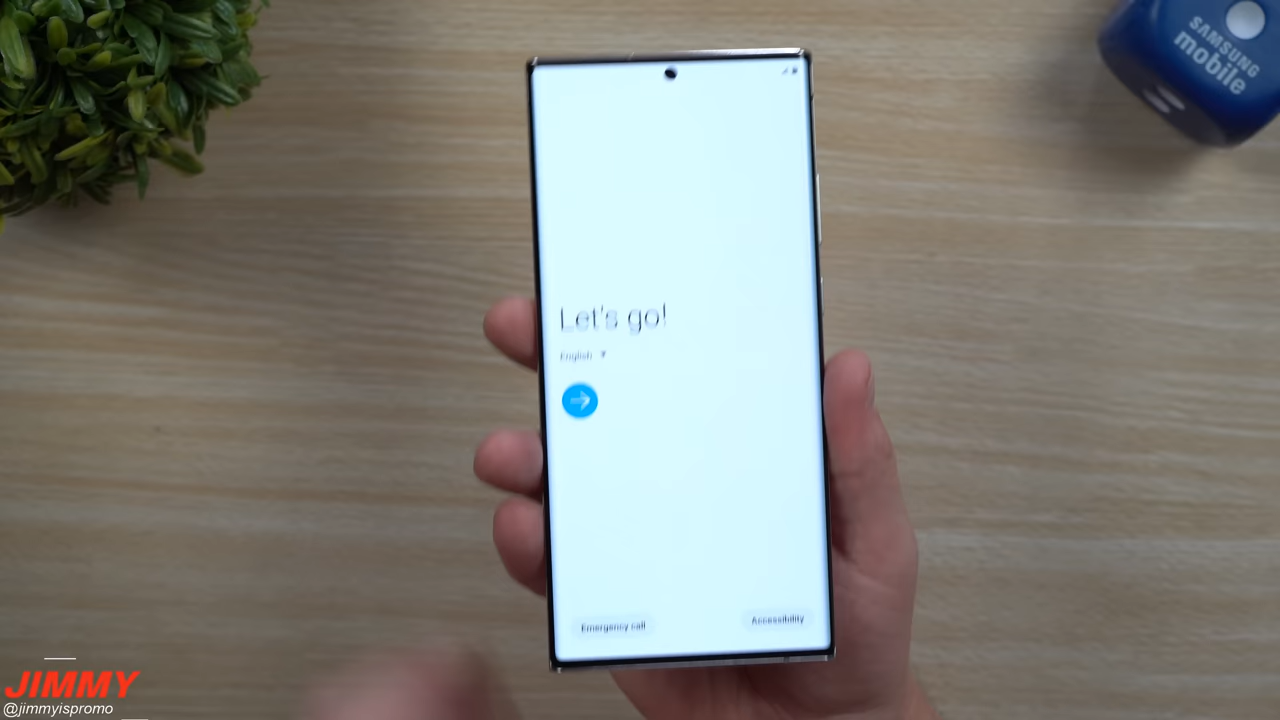 SAMSUNG
mobile
Let's go!
English
Emergency call
Accessibility
JIMMY
@jimmyispromo